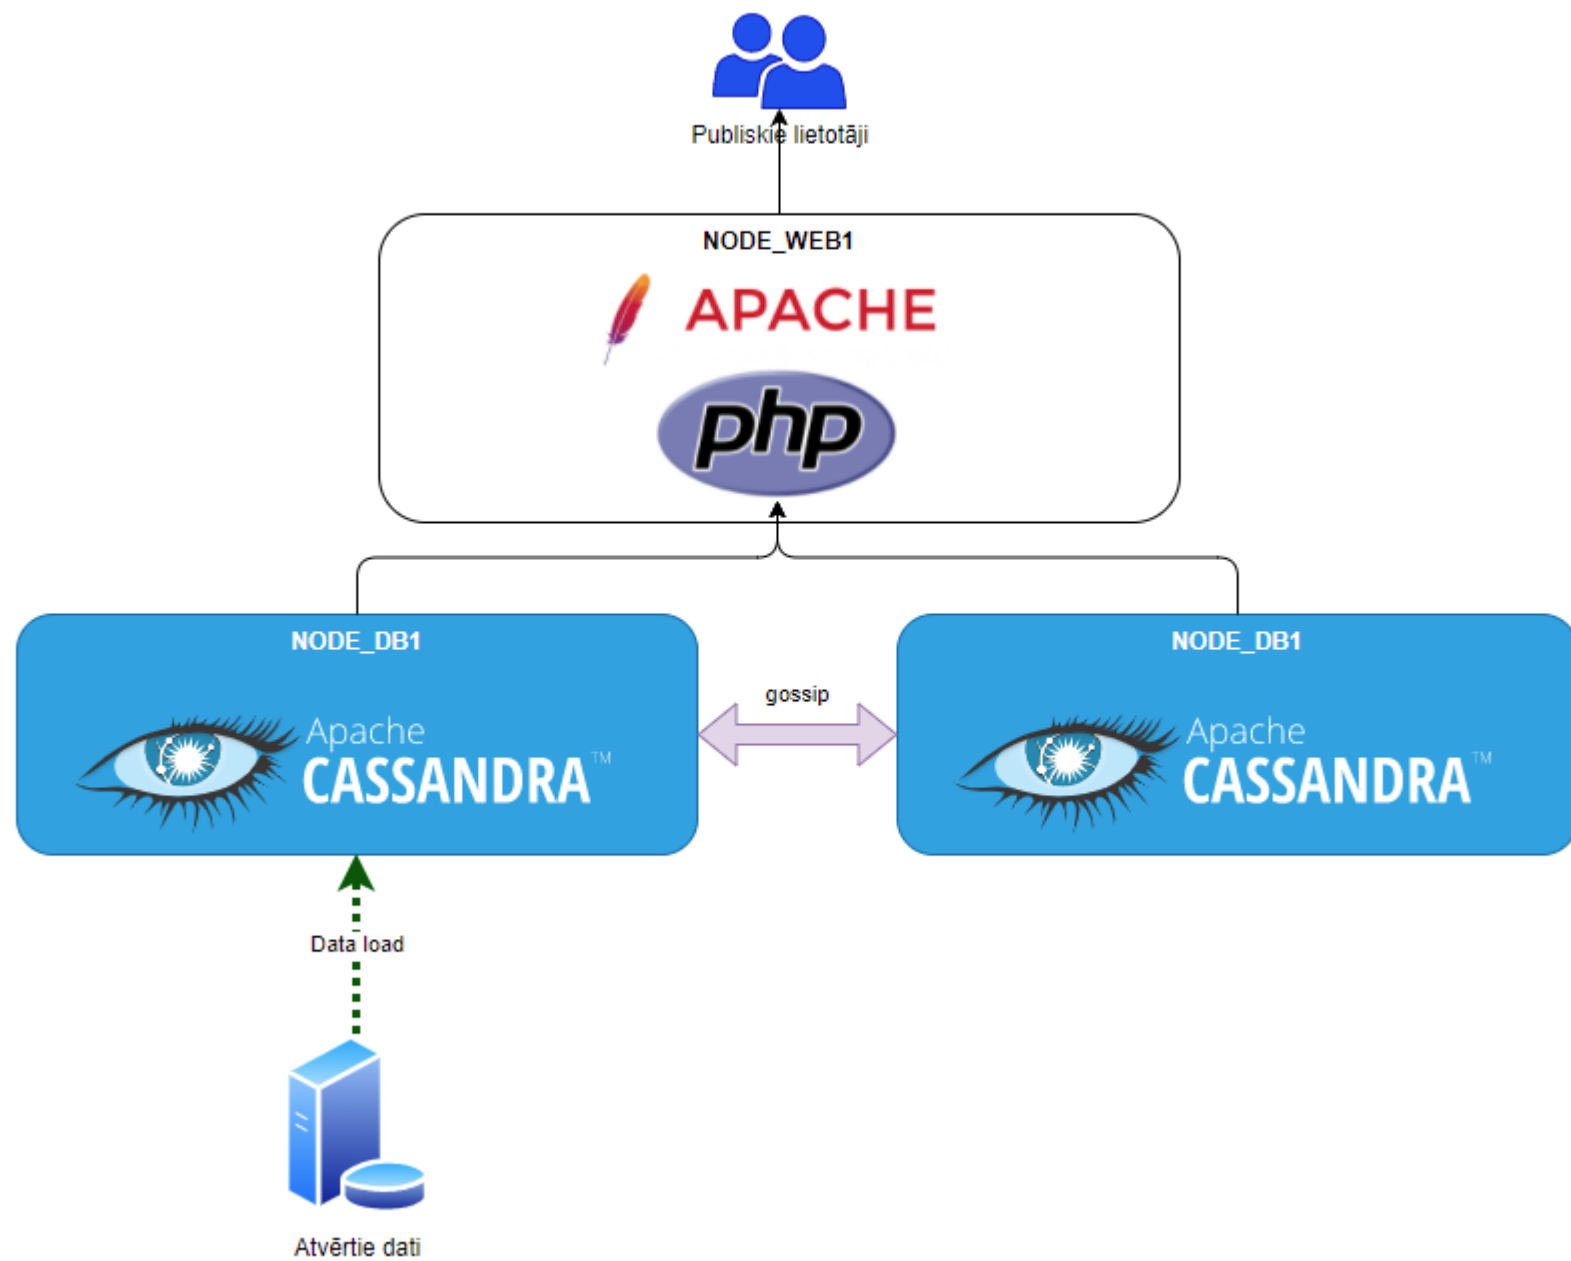 Publiskie lietotāji
NODE_WEB1
APACHE
php
NODE_DB1
Apache
CASSANDRA™
gossip
NODE_DB1
Apache
CASSANDRA™
Data load
Atvērtie dati